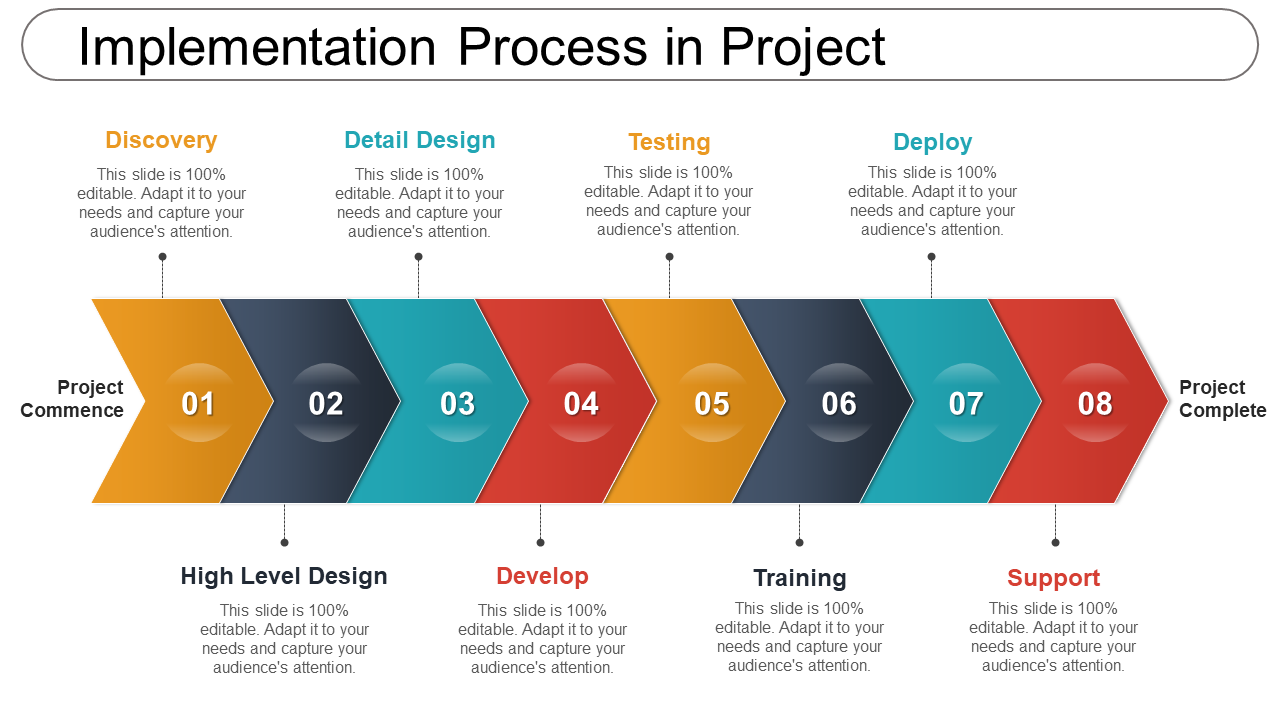 Implementation Process in Project
Discovery
This slide is 100%
editable. Adapt it to your
needs and capture your
audience's attention.
Detail Design
This slide is 100%
editable. Adapt it to your
needs and capture your
audience's attention.
Testing
This slide is 100%
editable. Adapt it to your
needs and capture your
audience's attention.
Deploy
This slide is 100%
editable. Adapt it to your
needs and capture your
audience's attention.
Project
Commence
01
02
03
04
05
06
07
08
Project
Complete
High Level Design
This slide is 100%
editable. Adapt it to your
needs and capture your
audience's attention.
Develop
This slide is 100%
editable. Adapt it to your
needs and capture your
audience's attention.
Training
This slide is 100%
editable. Adapt it to your
needs and capture your
audience's attention.
Support
This slide is 100%
editable. Adapt it to your
needs and capture your
audience's attention.